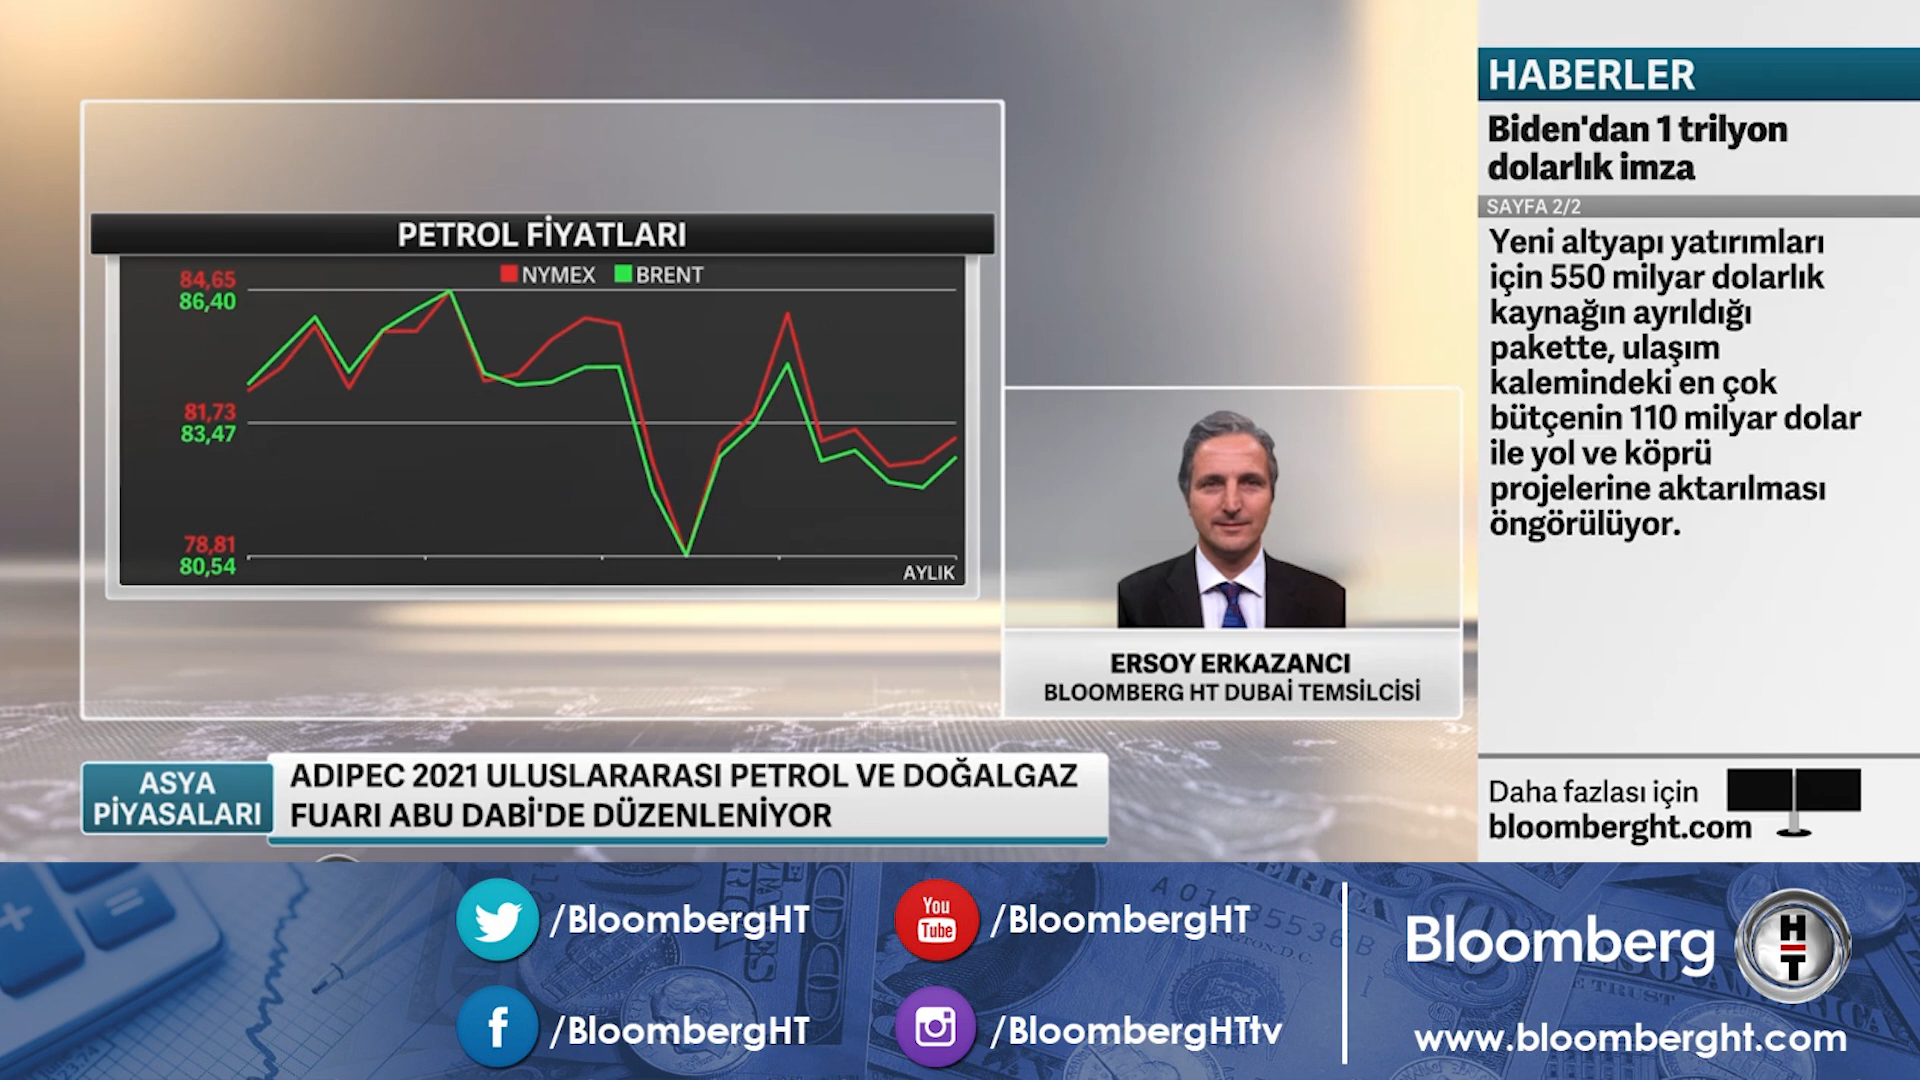 PETROL FİYATLARI
NYMEX BRENT
84,65
86,40
81,73
83,47
78,81
80,54
AYLIK
ERSOY ERKAZANCI
BLOOMBERG HT DUBAİ TEMSİLCİSİ
ASYA
PİYASALARI
ADIPEC 2021 ULUSLARARASI PETROL VE DOĞALGAZ
FUARI ABU DABİ'DE DÜZENLENİYOR
HABERLER
Biden'dan 1 trilyon
dolarlık imza
SAYFA 2/2
Yeni altyapı yatırımları
için 550 milyar dolarlık
kaynağın ayrıldığı
pakette, ulaşım
kalemindeki en çok
bütçenin 110 milyar dolar
ile yol ve köprü
projelerine aktarılması
öngörülüyor.
Daha fazlası için
bloomberght.com
/BloombergHT
You
Tube
/BloombergHT
f
/BloombergHT
/BloombergHTtv
Bloomberg
H
T
www.bloomberght.com